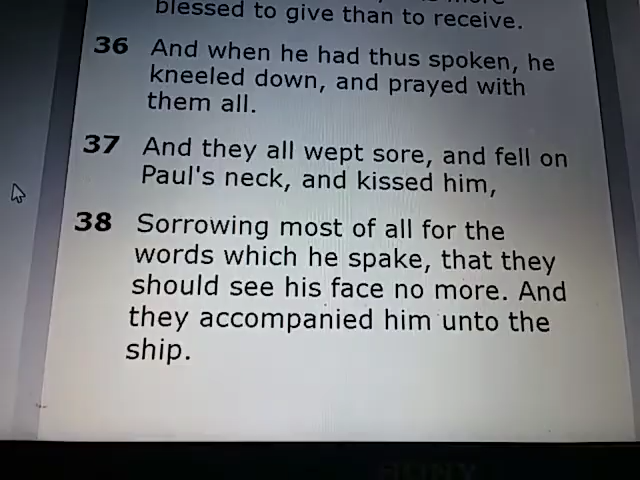 blessed to give than to receive.
36 And when he had thus spoken, he
kneeled down, and prayed with
them all.
37 And they all wept sore, and fell on
Paul's neck, and kissed him,
38 Sorrowing most of all for the
words which he spake, that they
should see his face no more. And
they accompanied him unto the
ship.